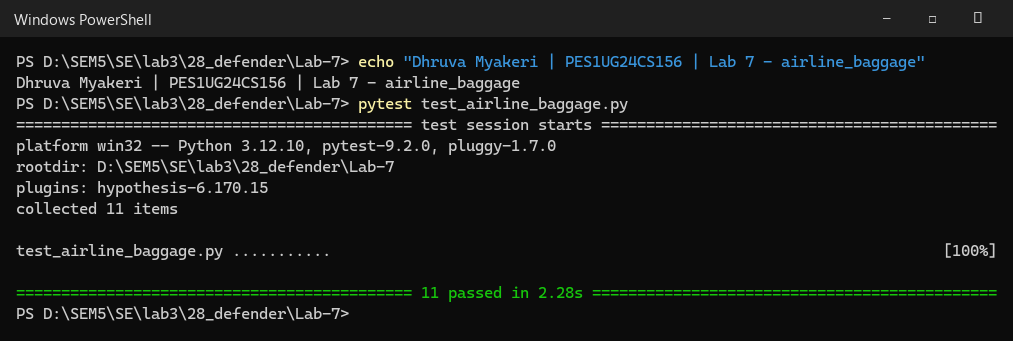 Windows PowerShell
PS D:\SEM5\SE\lab3\28_defender\Lab-7> echo "Dhruva Myakeri | PES1UG24CS156 | Lab 7 - airline_baggage"
Dhruva Myakeri | PES1UG24CS156 | Lab 7 - airline_baggage
PS D:\SEM5\SE\lab3\28_defender\Lab-7> pytest test_airline_baggage.py
============================================ test session starts ============================================
platform win32 -- Python 3.12.10, pytest-9.2.0, pluggy-1.7.0
rootdir: D:\SEM5\SE\lab3\28_defender\Lab-7
plugins: hypothesis-6.170.15
collected 11 items
test_airline_baggage.py ........... [100%]
============================================ 11 passed in 2.28s =============================================
PS D:\SEM5\SE\lab3\28_defender\Lab-7>